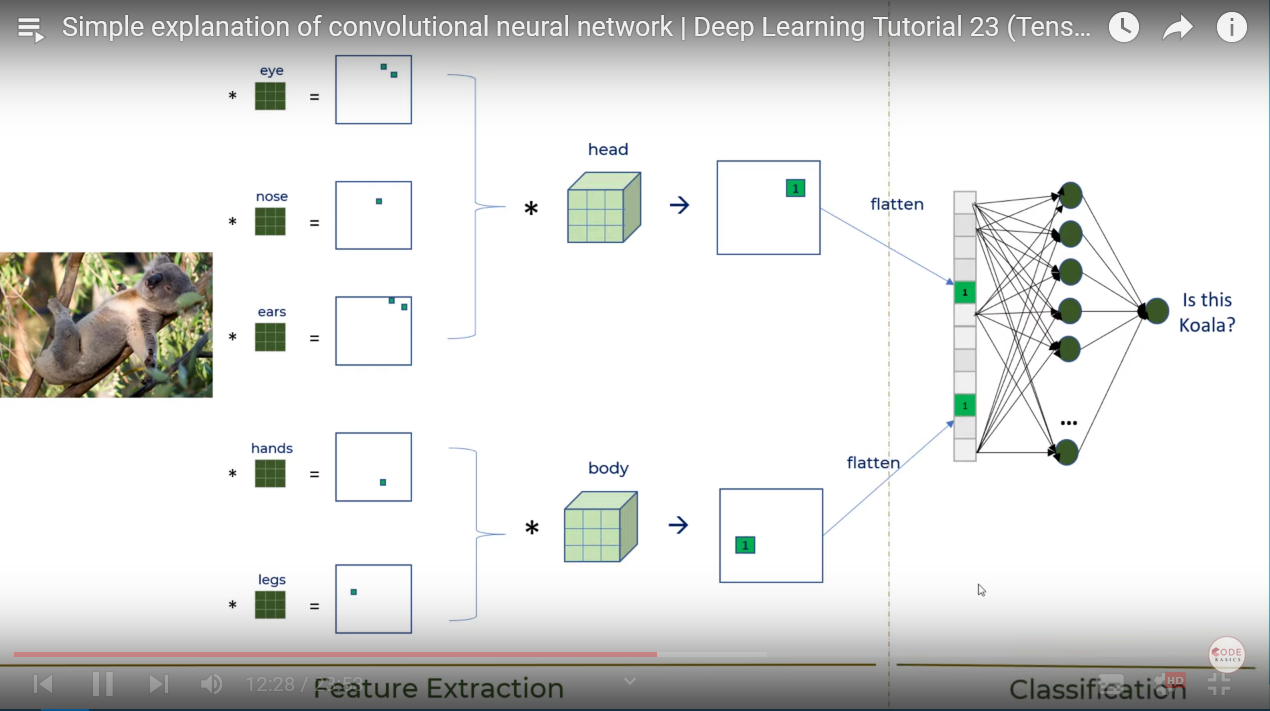 Simple explanation of convolutional neural network | Deep Learning Tutorial 23 (Tens...
eye
* =
nose
* =
ears
* =
hands
* =
legs
* =
head
* → 1
body
* → 1
flatten
flatten
1
1
...
Is this
Koala?
CODE
BASICS
12:28 /
Feature Extraction
Classification
HD